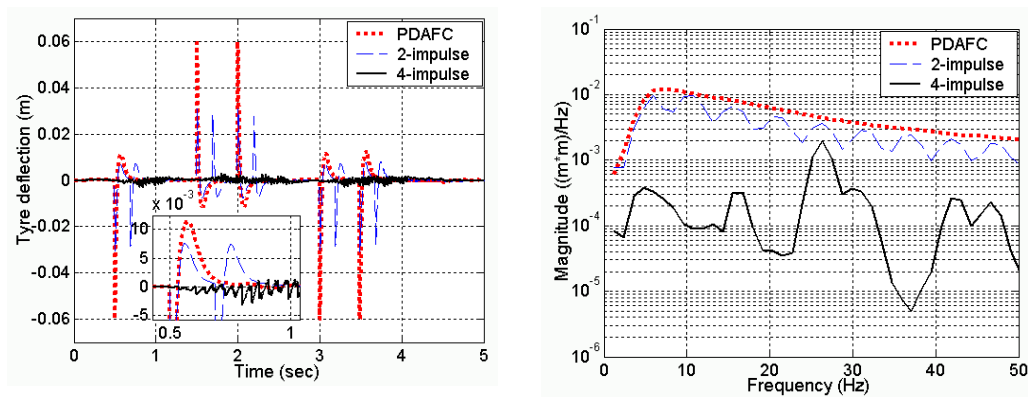 0.06
0.04
0.02
0
-0.02
-0.04
-0.06
Tyre deflection (m)
PDAFC
2-impulse
4-impulse
x 10⁻³
10
5
0
-5
0.5 1
0 1 2 3 4 5
Time (sec)
10⁻¹
10⁻²
10⁻³
10⁻⁴
10⁻⁵
10⁻⁶
Magnitude ((m*m)/Hz)
PDAFC
2-impulse
4-impulse
0 10 20 30 40 50
Frequency (Hz)